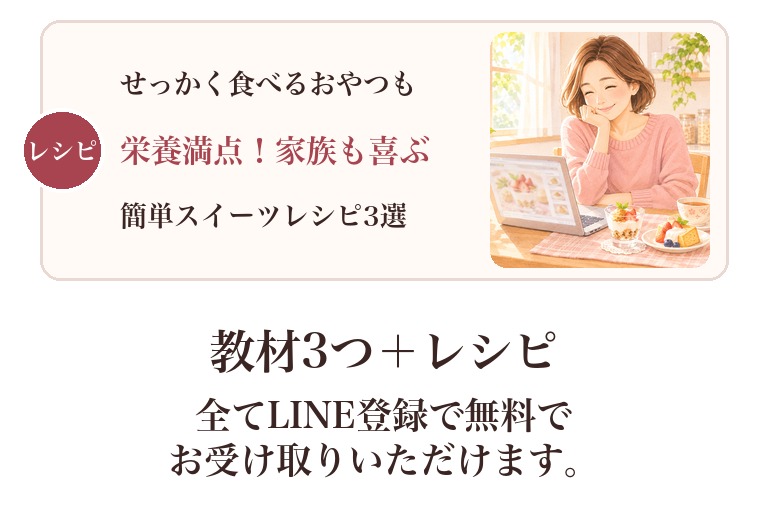 せっかく食べるおやつも
レシピ
栄養満点！家族も喜ぶ
簡単スイーツレシピ3選
教材3つ＋レシピ
全てLINE登録で無料で
お受け取りいただけます。